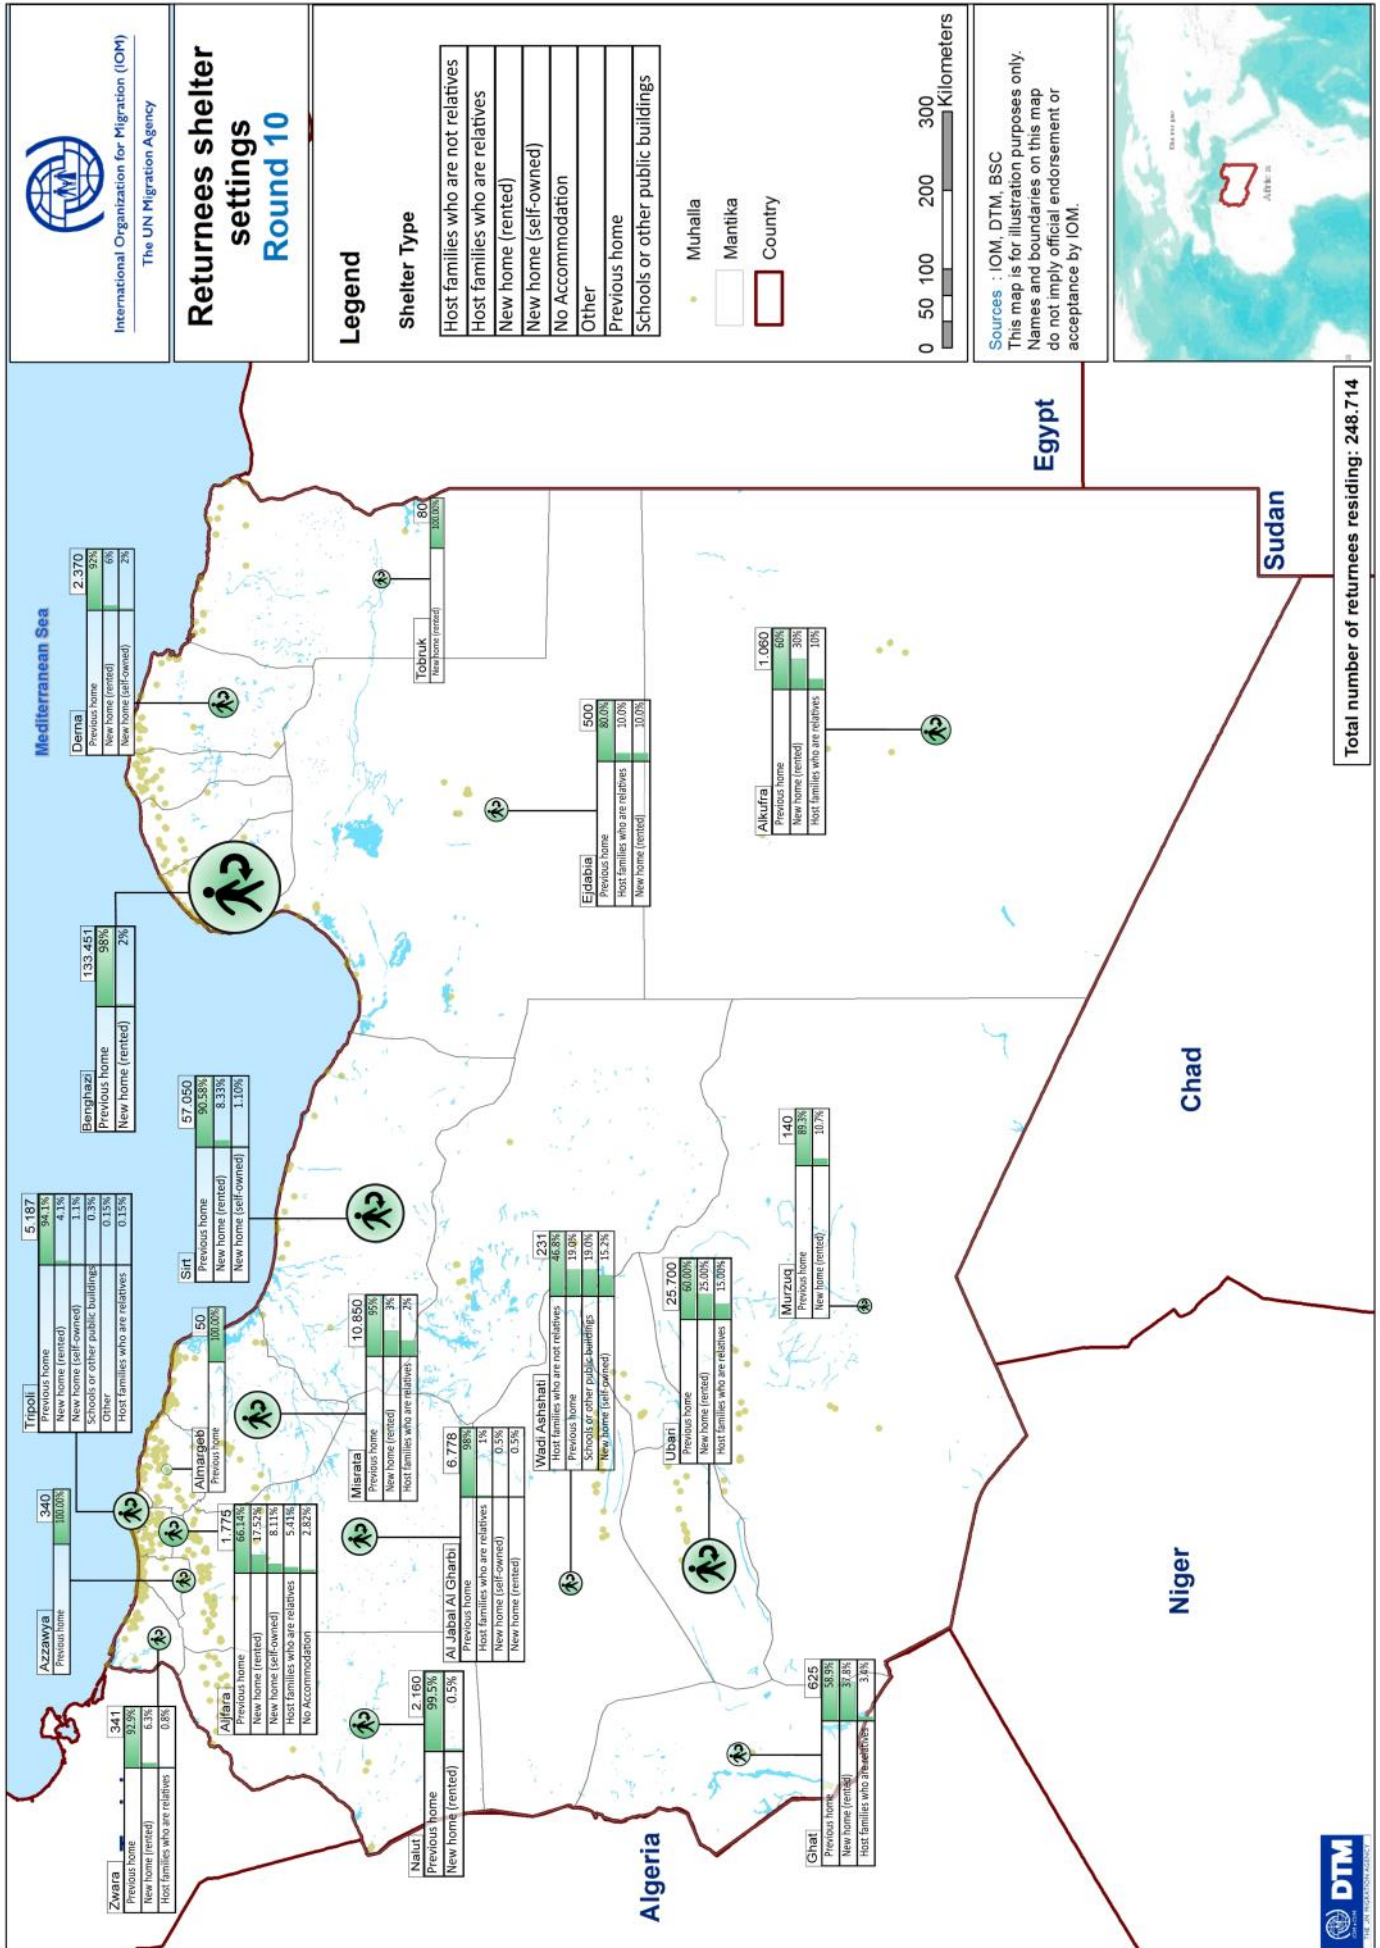 International Organization for Migration (IOM)
The UN Migration Agency
Returnees shelter
settings
Round 10
Legend
Shelter Type
Host families who are not relatives
Host families who are relatives
New home (rented)
New home (self-owned)
No Accommodation
Other
Previous home
Schools or other public buildings
Muhalla
Mantika
Country
0 50 100 200 300
Kilometers
Sources : IOM, DTM, BSC
This map is for illustration purposes only.
Names and boundaries on this map
do not imply official endorsement or
acceptance by IOM.
Africa
Mediterranean Sea
Zwara 341
Previous home 92.9%
New home (rented) 6.3%
Host families who are relatives 0.8%
Azzawya 340
Previous home 100.00%
Tripoli 5.187
Previous home 94.1%
New home (rented) 4.1%
New home (self-owned) 1.1%
Schools or other public buildings 0.3%
Other 0.15%
Host families who are relatives 0.15%
Benghazi 133.451
Previous home 98%
New home (rented) 2%
Derna 2.370
Previous home 92%
New home (rented) 6%
New home (self-owned) 2%
Almargeb 50
Previous home 100.00%
Sirt 57.050
Previous home 90.58%
New home (rented) 8.33%
New home (self-owned) 1.10%
Aljfara 1.775
Previous home 66.14%
New home (rented) 17.52%
New home (self-owned) 8.11%
Host families who are relatives 5.41%
No Accommodation 2.82%
Misrata 10.850
Previous home 95%
New home (rented) 3%
Host families who are relatives 2%
Tobruk 80
New home (rented) 100.00%
Nalut 2.160
Previous home 99.5%
New home (rented) 0.5%
Al Jabal Al Gharbi 6.778
Previous home 98%
Host families who are relatives 1%
New home (self-owned) 0.5%
New home (rented) 0.5%
Wadi Ashshati 231
Host families who are not relatives 46.8%
Previous home 19.0%
Schools or other public buildings 19.0%
New home (self-owned) 15.2%
Ejdabia 500
Previous home 80.0%
Host families who are relatives 10.0%
New home (rented) 10.0%
Ubari 25.700
Previous home 60.00%
New home (rented) 25.00%
Host families who are relatives 15.00%
Alkufra 1.060
Previous home 60%
New home (rented) 30%
Host families who are relatives 10%
Murzuq 140
Previous home 89.3%
New home (rented) 10.7%
Ghat 625
Previous home 58.9%
New home (rented) 37.8%
Host families who are relatives 3.4%
Algeria
Niger
Chad
Sudan
Egypt
Total number of returnees residing: 248.714
DTM
THE UN MIGRATION AGENCY